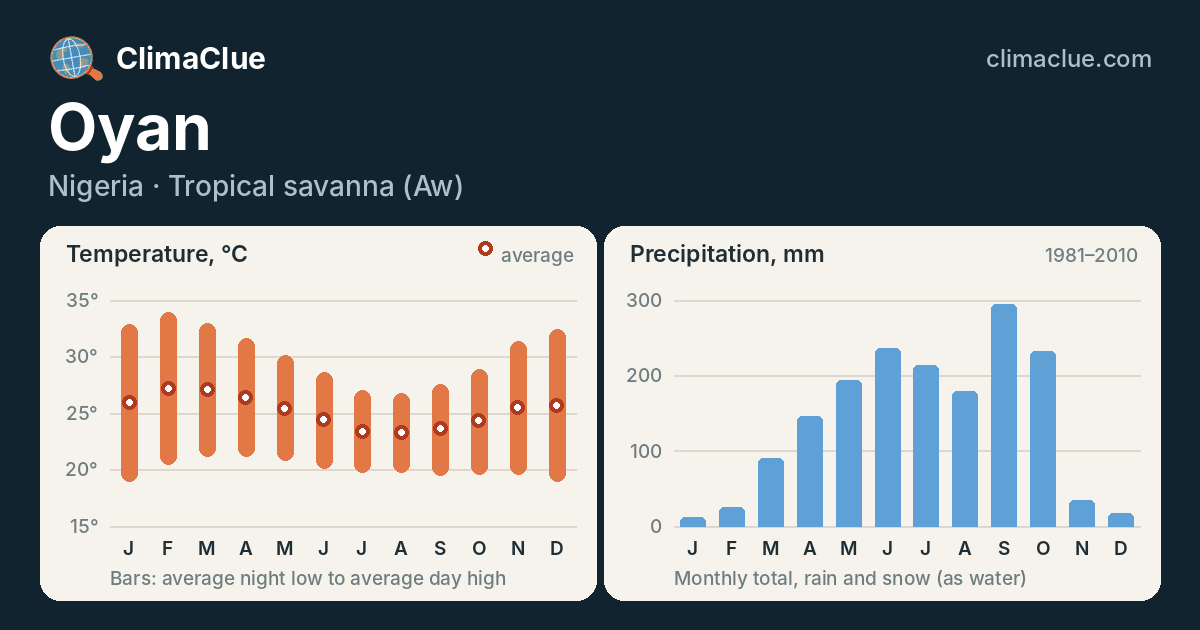 ClimaClue
climaclue.com
Oyan
Nigeria · Tropical savanna (Aw)
Temperature, °C
average
35°
30°
25°
20°
15°
J F M A M J J A S O N D
Bars: average night low to average day high
Precipitation, mm
1981–2010
300
200
100
0
J F M A M J J A S O N D
Monthly total, rain and snow (as water)